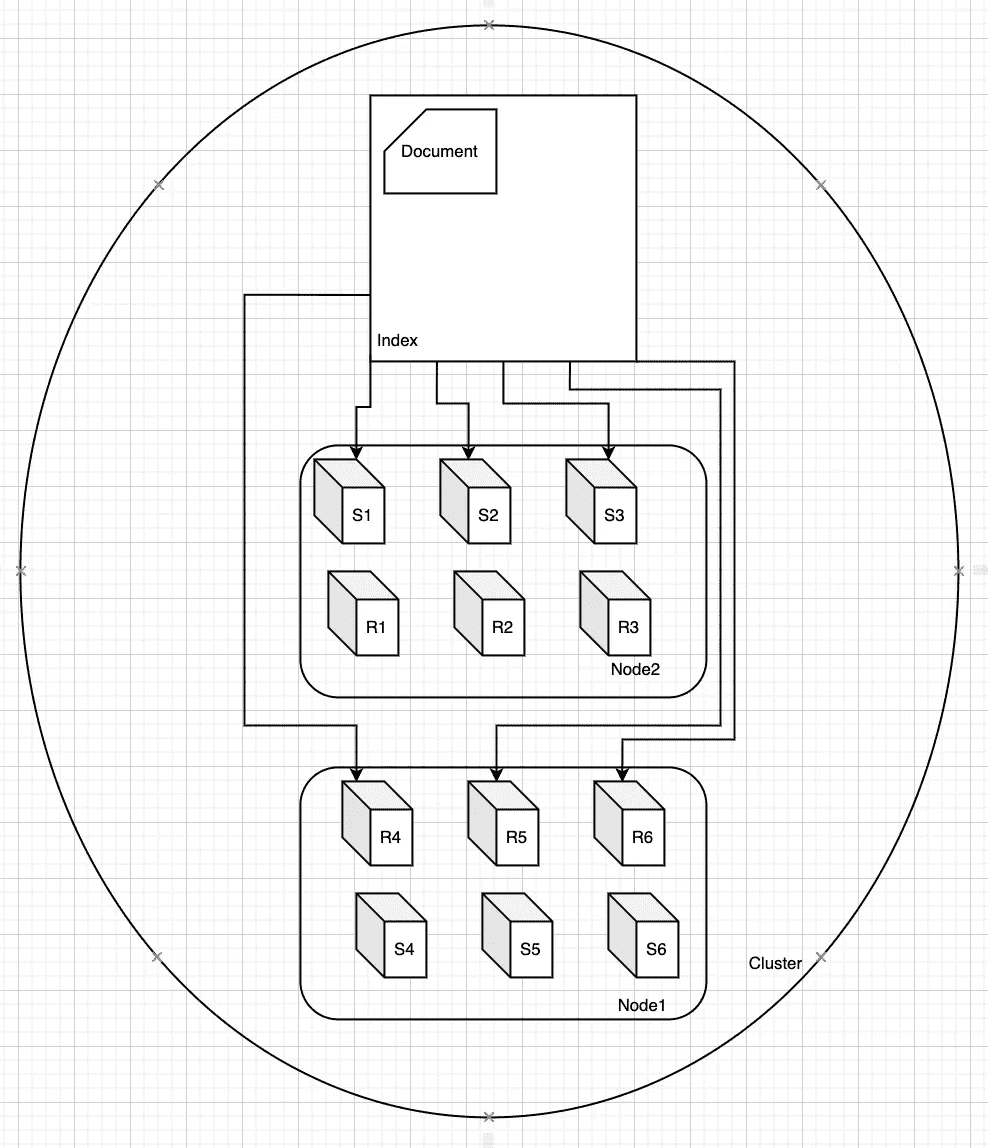 Document
Index
S1
S2
S3
R1
R2
R3
Node2
R4
R5
R6
S4
S5
S6
Cluster
Node1